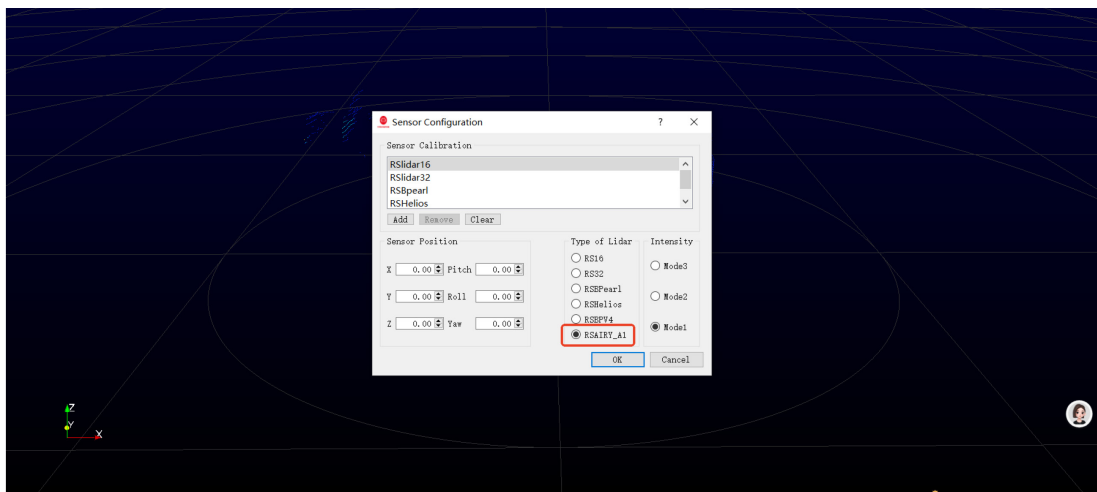 Sensor Configuration ? ×
Sensor Calibration
RSlidar16
RSlidar32
RSBpearl
RSHelios
Add Remove Clear
Sensor Position
X 0.00 Pitch 0.00
Y 0.00 Roll 0.00
Z 0.00 Yaw 0.00
Type of Lidar
RS16
RS32
RSBPearl
RSHelios
RSBPV4
RSAIRY_A1
Intensity
Mode3
Mode2
Mode1
OK Cancel
Z
Y
X